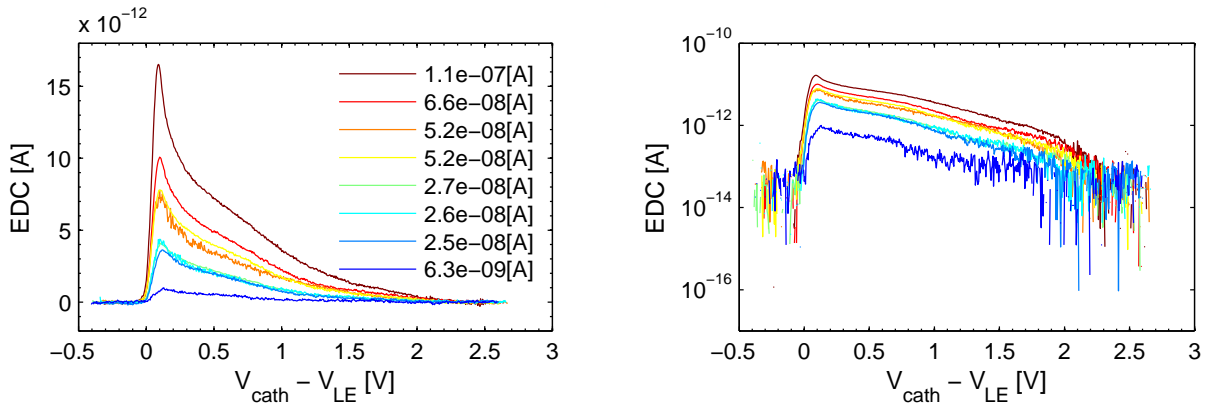 x 10⁻¹²
15
10
5
0
EDC [A]
1.1e−07[A]
6.6e−08[A]
5.2e−08[A]
5.2e−08[A]
2.7e−08[A]
2.6e−08[A]
2.5e−08[A]
6.3e−09[A]
−0.5 0 0.5 1 1.5 2 2.5 3
V_cath − V_LE [V]
10⁻¹⁰
10⁻¹²
10⁻¹⁴
10⁻¹⁶
EDC [A]
−0.5 0 0.5 1 1.5 2 2.5 3
V_cath − V_LE [V]